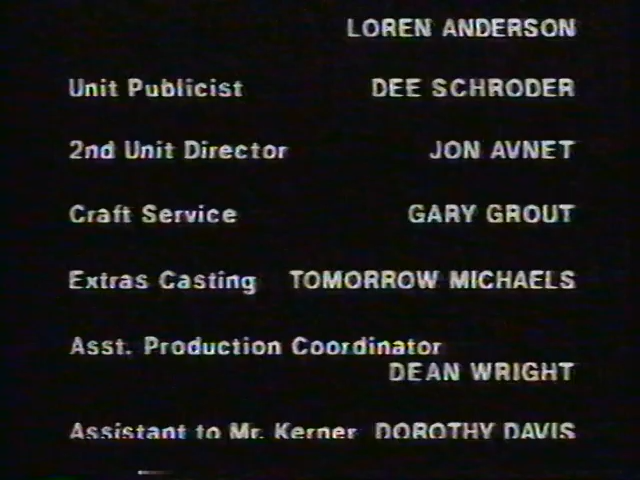 LOREN ANDERSON
Unit Publicist DEE SCHRODER
2nd Unit Director JON AVNET
Craft Service GARY GROUT
Extras Casting TOMORROW MICHAELS
Asst. Production Coordinator
DEAN WRIGHT
Assistant to Mr. Kerner DOROTHY DAVIS